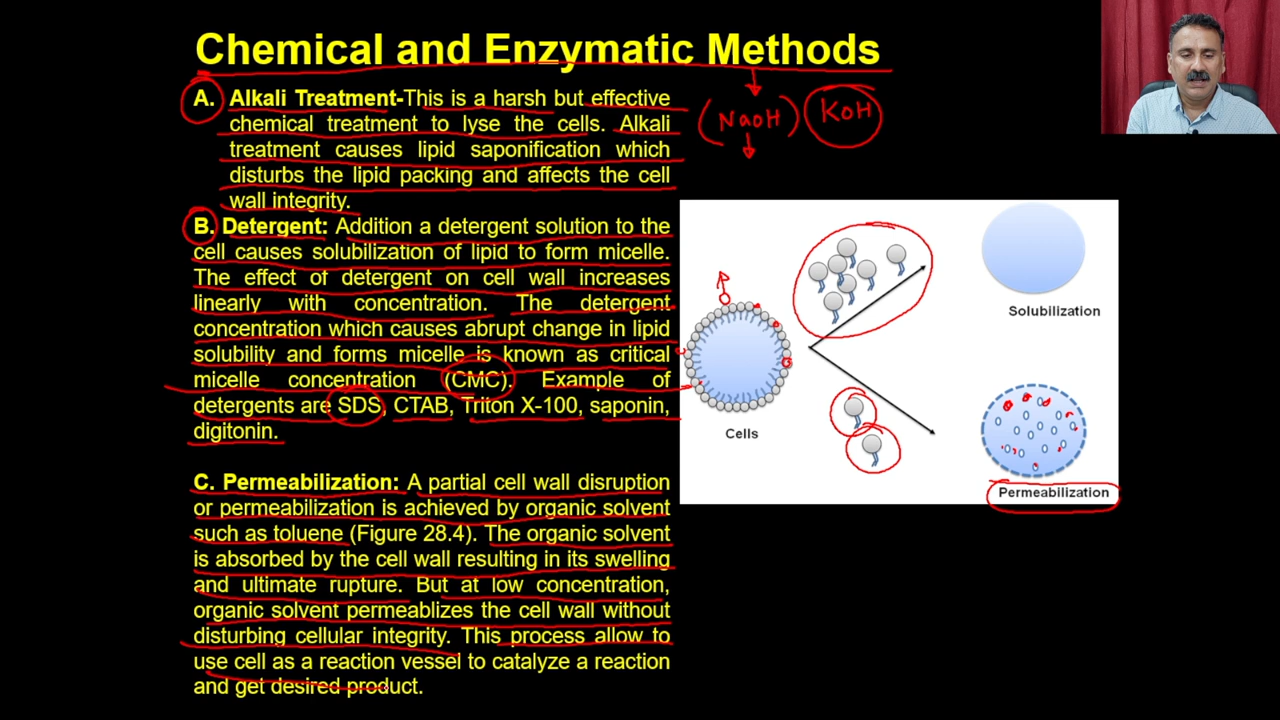 Chemical and Enzymatic Methods
A. Alkali Treatment-This is a harsh but effective
chemical treatment to lyse the cells. Alkali
treatment causes lipid saponification which
disturbs the lipid packing and affects the cell
wall integrity.
(NaoH) KoH
B. Detergent: Addition a detergent solution to the
cell causes solubilization of lipid to form micelle.
The effect of detergent on cell wall increases
linearly with concentration. The detergent
concentration which causes abrupt change in lipid
solubility and forms micelle is known as critical
micelle concentration (CMC). Example of
detergents are SDS, CTAB, Triton X-100, saponin,
digitonin.
C. Permeabilization: A partial cell wall disruption
or permeabilization is achieved by organic solvent
such as toluene (Figure 28.4). The organic solvent
is absorbed by the cell wall resulting in its swelling
and ultimate rupture. But at low concentration,
organic solvent permeablizes the cell wall without
disturbing cellular integrity. This process allow to
use cell as a reaction vessel to catalyze a reaction
and get desired product.
Cells
Solubilization
Permeabilization